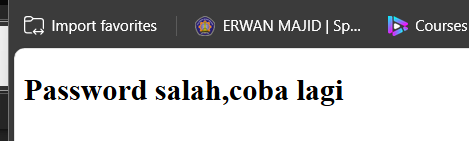 Import favorites
ERWAN MAJID | Sp...
Courses
Password salah,coba lagi